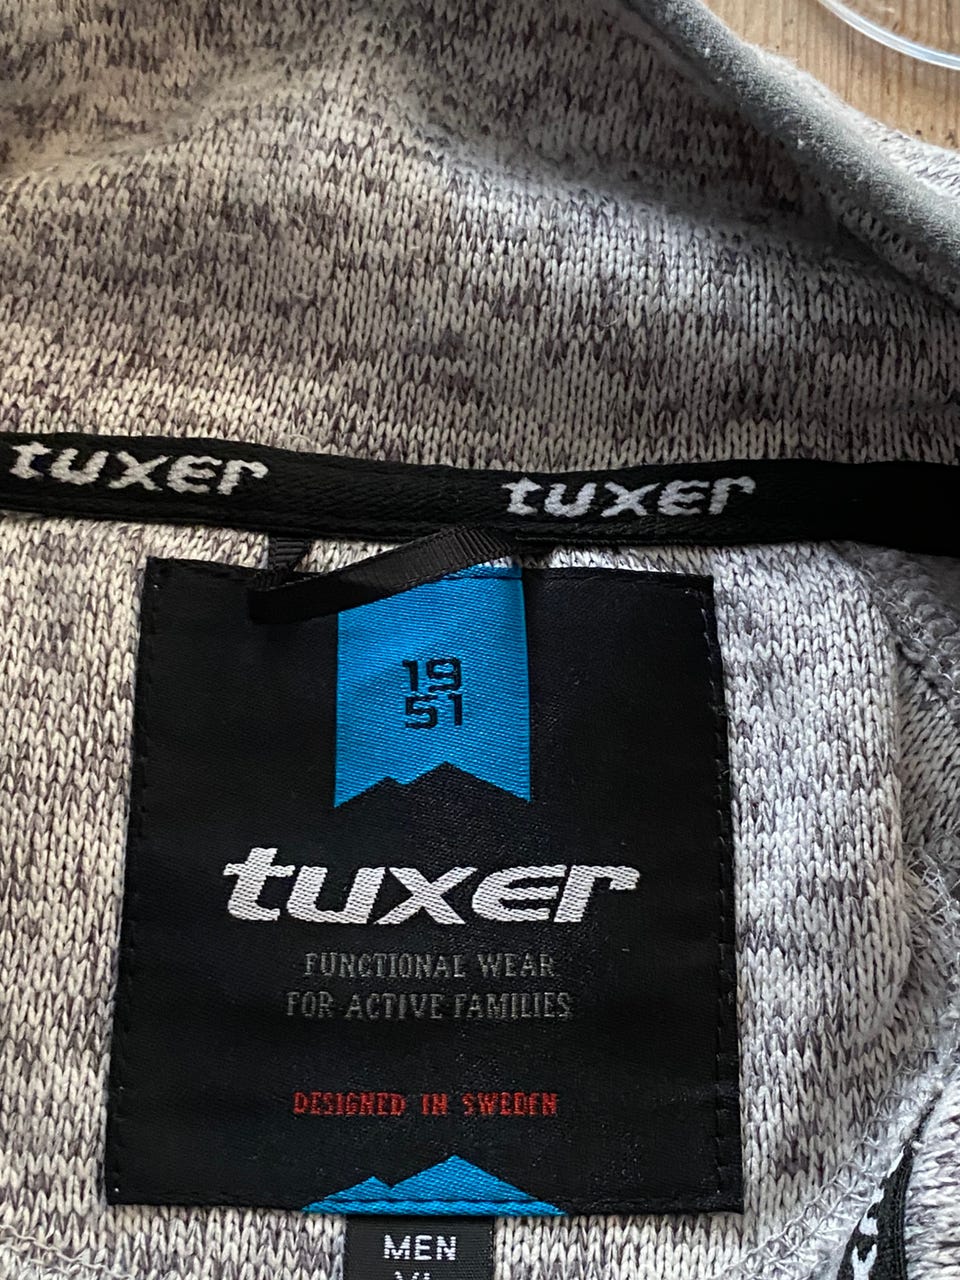 tuxer tuxer
19
51
tuxer
FUNCTIONAL WEAR
FOR ACTIVE FAMILIES
DESIGNED IN SWEDEN
MEN